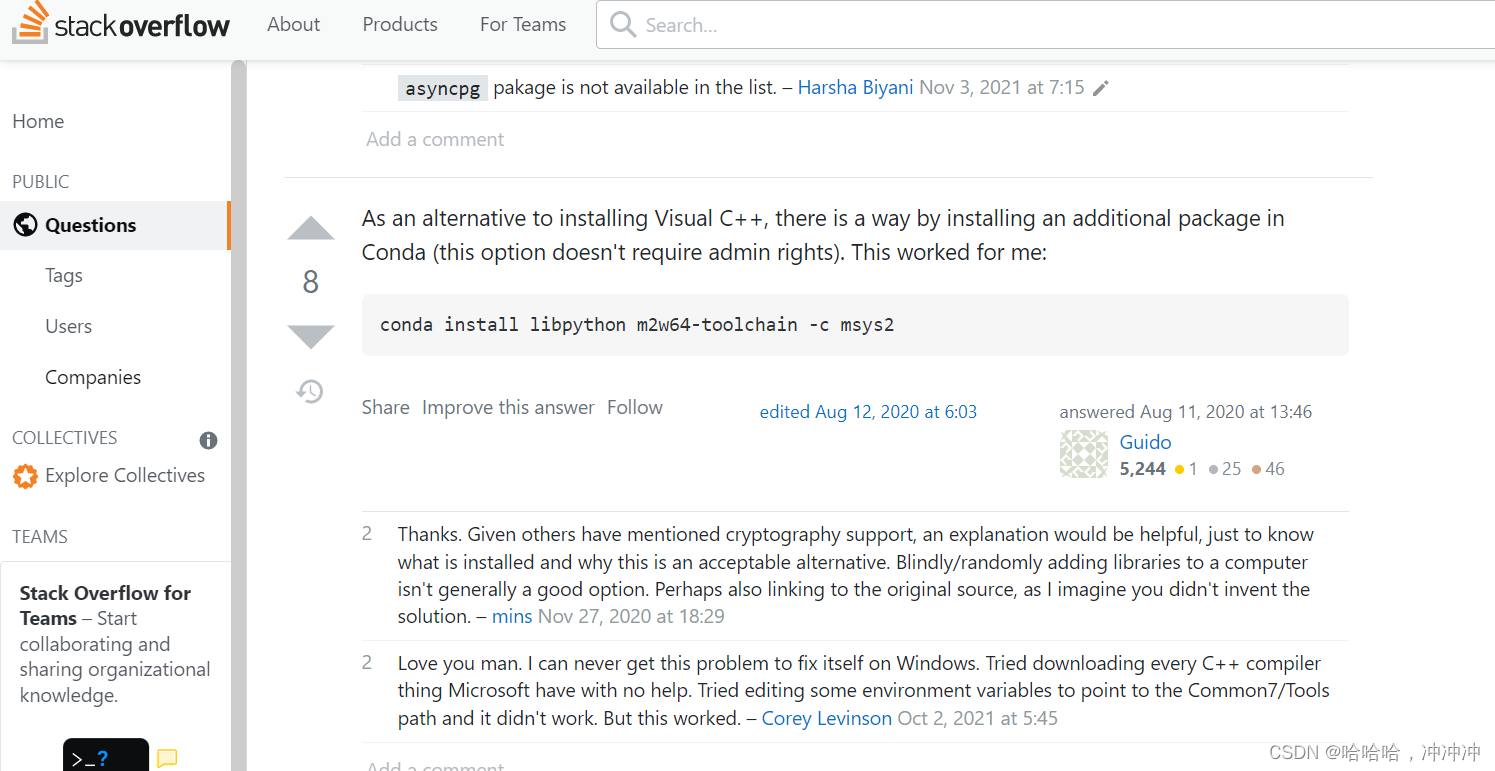 stackoverflow
About
Products
For Teams
Search...
asyncpg pakage is not available in the list. – Harsha Biyani Nov 3, 2021 at 7:15
Add a comment
Home
PUBLIC
Questions
Tags
Users
Companies
COLLECTIVES
Explore Collectives
TEAMS
Stack Overflow for
Teams – Start
collaborating and
sharing organizational
knowledge.
>_?
8
As an alternative to installing Visual C++, there is a way by installing an additional package in
Conda (this option doesn't require admin rights). This worked for me:
conda install libpython m2w64-toolchain -c msys2
Share Improve this answer Follow
edited Aug 12, 2020 at 6:03
answered Aug 11, 2020 at 13:46
Guido
5,244 1 25 46
2
Thanks. Given others have mentioned cryptography support, an explanation would be helpful, just to know
what is installed and why this is an acceptable alternative. Blindly/randomly adding libraries to a computer
isn't generally a good option. Perhaps also linking to the original source, as I imagine you didn't invent the
solution. – mins Nov 27, 2020 at 18:29
2
Love you man. I can never get this problem to fix itself on Windows. Tried downloading every C++ compiler
thing Microsoft have with no help. Tried editing some environment variables to point to the Common7/Tools
path and it didn't work. But this worked. – Corey Levinson Oct 2, 2021 at 5:45
Add a comment
CSDN @哈哈哈，冲冲冲